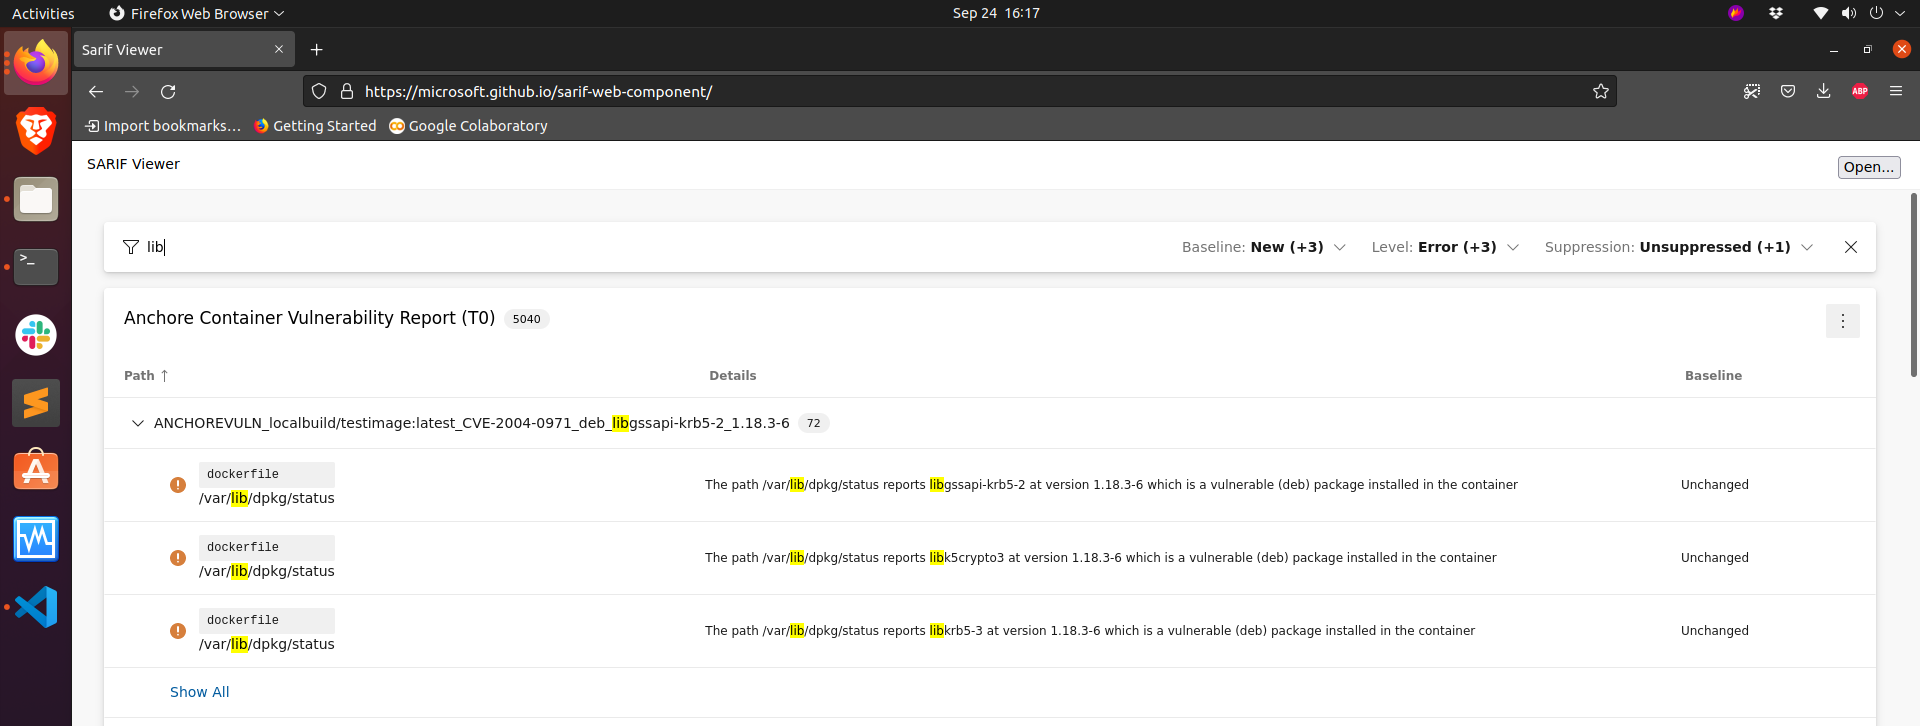 Activities
Firefox Web Browser
Sep 24 16:17
Sarif Viewer
https://microsoft.github.io/sarif-web-component/
ABP
Import bookmarks...
Getting Started
Google Colaboratory
SARIF Viewer
Open...
lib
Baseline: New (+3)
Level: Error (+3)
Suppression: Unsuppressed (+1)
Anchore Container Vulnerability Report (T0) 5040
Path ↑
Details
Baseline
ANCHOREVULN_localbuild/testimage:latest_CVE-2004-0971_deb_libgssapi-krb5-2_1.18.3-6 72
dockerfile
/var/lib/dpkg/status
The path /var/lib/dpkg/status reports libgssapi-krb5-2 at version 1.18.3-6 which is a vulnerable (deb) package installed in the container
Unchanged
dockerfile
/var/lib/dpkg/status
The path /var/lib/dpkg/status reports libk5crypto3 at version 1.18.3-6 which is a vulnerable (deb) package installed in the container
Unchanged
dockerfile
/var/lib/dpkg/status
The path /var/lib/dpkg/status reports libkrb5-3 at version 1.18.3-6 which is a vulnerable (deb) package installed in the container
Unchanged
Show All